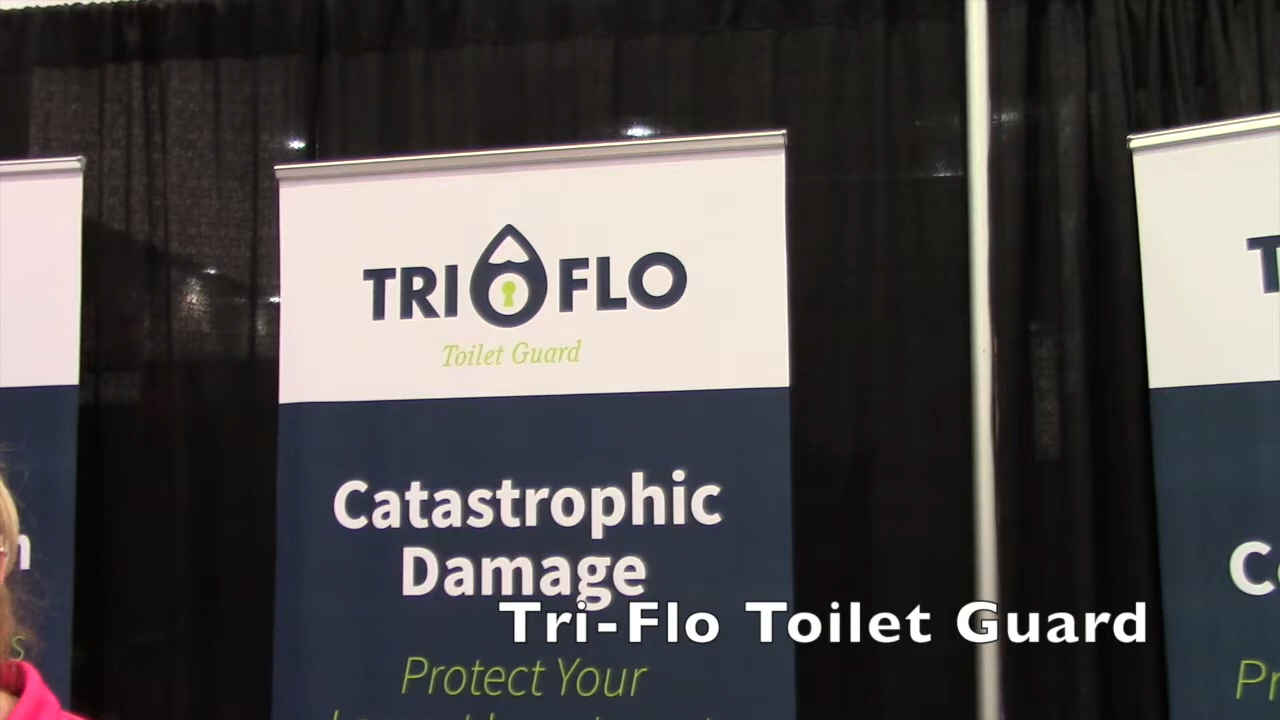 TRI FLO
Toilet Guard
Catastrophic
Damage
Protect Your
Tri-Flo Toilet Guard